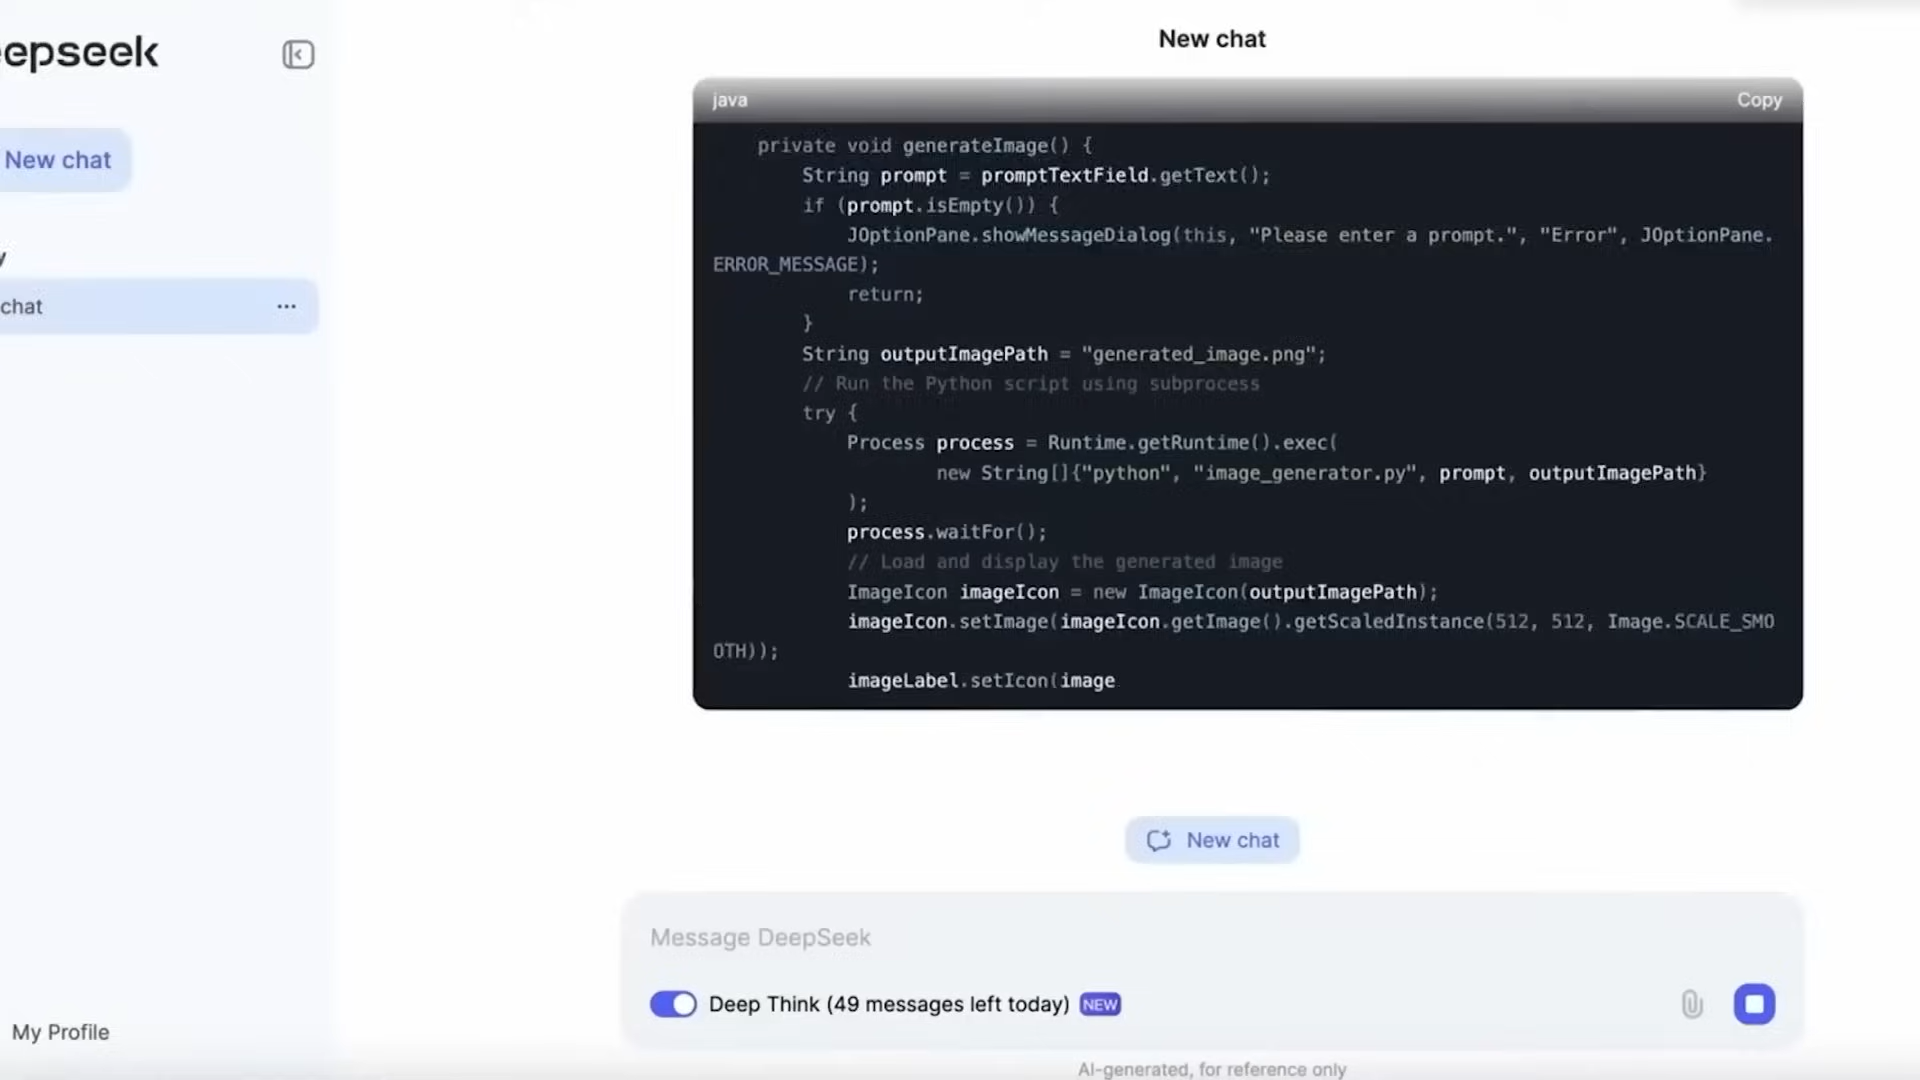 eepseek
New chat
y
chat
My Profile
New chat
java
Copy
private void generateImage() {
String prompt = promptTextField.getText();
if (prompt.isEmpty()) {
JOptionPane.showMessageDialog(this, "Please enter a prompt.", "Error", JOptionPane.
ERROR_MESSAGE);
return;
}
String outputImagePath = "generated_image.png";
// Run the Python script using subprocess
try {
Process process = Runtime.getRuntime().exec(
new String[]{"python", "image_generator.py", prompt, outputImagePath}
);
process.waitFor();
// Load and display the generated image
ImageIcon imageIcon = new ImageIcon(outputImagePath);
imageIcon.setImage(imageIcon.getImage().getScaledInstance(512, 512, Image.SCALE_SMO
OTH));
imageLabel.setIcon(image
New chat
Message DeepSeek
Deep Think (49 messages left today) NEW
AI-generated, for reference only